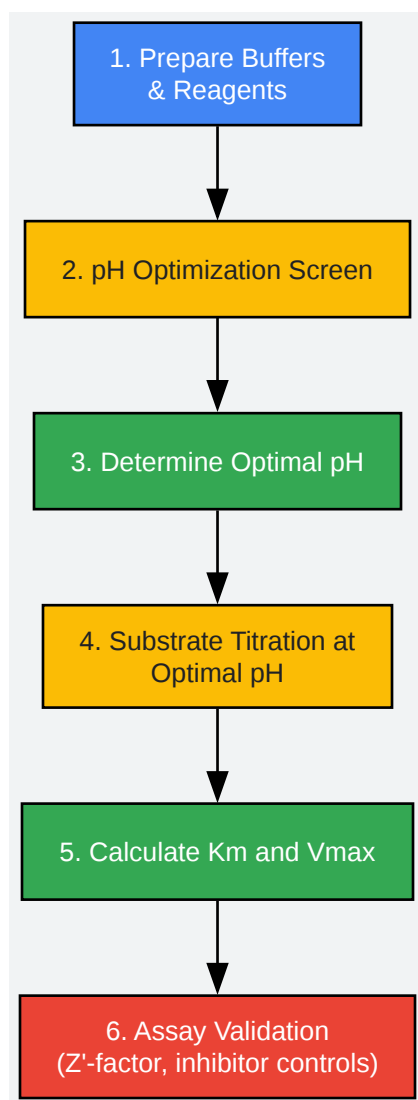 1. Prepare Buffers
& Reagents
2. pH Optimization Screen
3. Determine Optimal pH
4. Substrate Titration at
Optimal pH
5. Calculate Km and Vmax
6. Assay Validation
(Z'-factor, inhibitor controls)